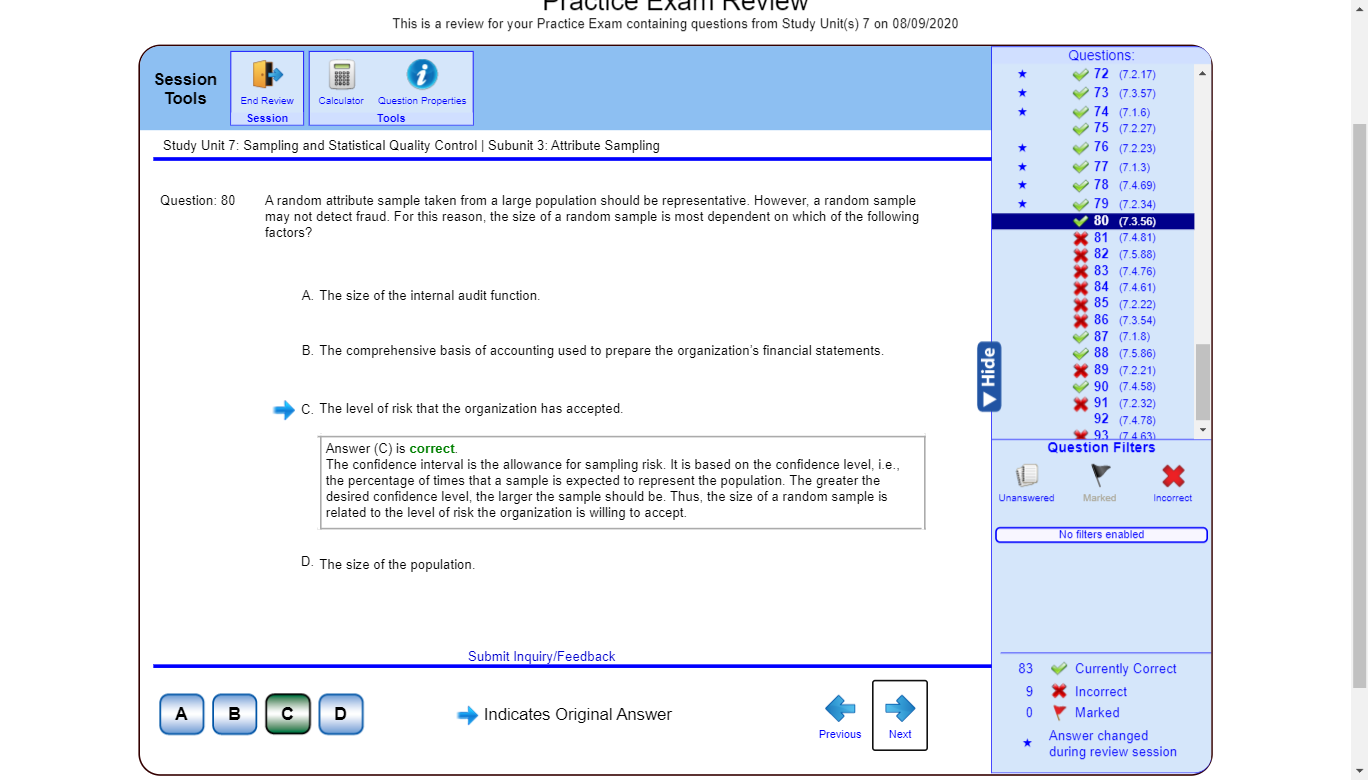 Practice Exam Review
This is a review for your Practice Exam containing questions from Study Unit(s) 7 on 08/09/2020
Session
Tools
End Review
Session
Calculator
Question Properties
Tools
Study Unit 7: Sampling and Statistical Quality Control | Subunit 3: Attribute Sampling
Question: 80
A random attribute sample taken from a large population should be representative. However, a random sample
may not detect fraud. For this reason, the size of a random sample is most dependent on which of the following
factors?
A. The size of the internal audit function.
B. The comprehensive basis of accounting used to prepare the organization's financial statements.
C. The level of risk that the organization has accepted.
Answer (C) is correct.
The confidence interval is the allowance for sampling risk. It is based on the confidence level, i.e.,
the percentage of times that a sample is expected to represent the population. The greater the
desired confidence level, the larger the sample should be. Thus, the size of a random sample is
related to the level of risk the organization is willing to accept.
D. The size of the population.
Submit Inquiry/Feedback
A B C D
Indicates Original Answer
Previous
Next
Hide
Questions:
72 (7.2.17)
73 (7.3.57)
74 (7.1.6)
75 (7.2.27)
76 (7.2.23)
77 (7.1.3)
78 (7.4.69)
79 (7.2.34)
80 (7.3.56)
81 (7.4.81)
82 (7.5.88)
83 (7.4.76)
84 (7.4.61)
85 (7.2.22)
86 (7.3.54)
87 (7.1.8)
88 (7.5.86)
89 (7.2.21)
90 (7.4.58)
91 (7.2.32)
92 (7.4.78)
93 (7.4.63)
Question Filters
Unanswered
Marked
Incorrect
No filters enabled
83 Currently Correct
9 Incorrect
0 Marked
Answer changed
during review session